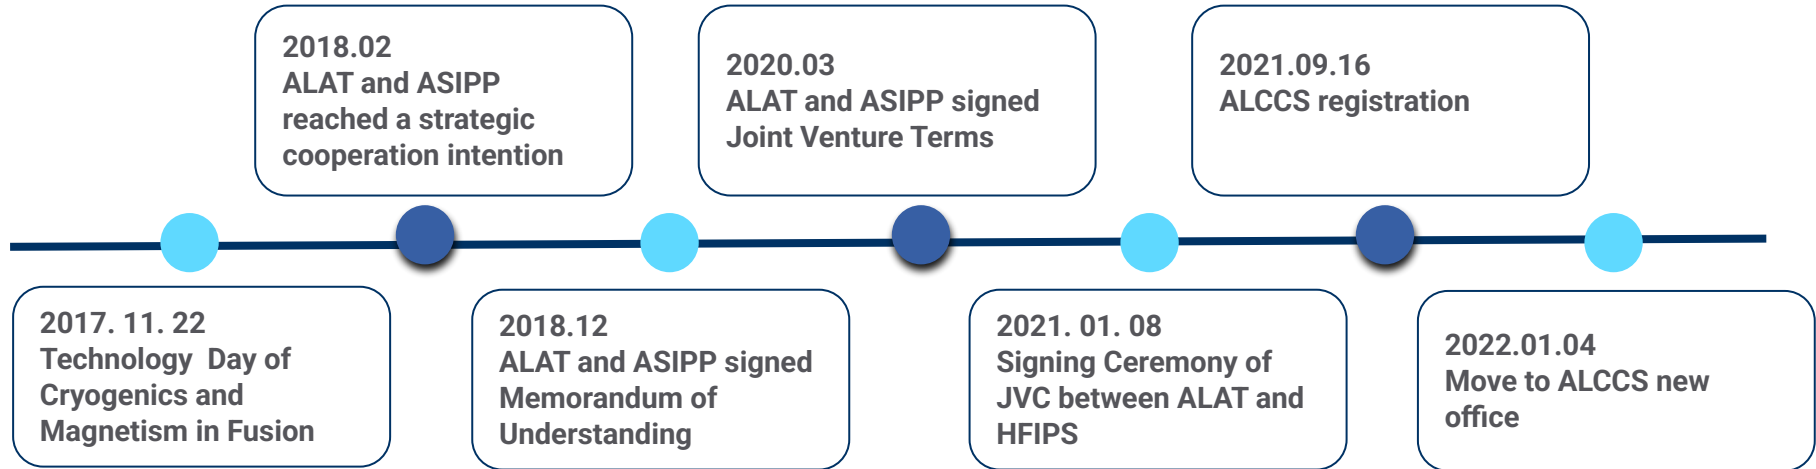 2018.02
ALAT and ASIPP
reached a strategic
cooperation intention
2020.03
ALAT and ASIPP signed
Joint Venture Terms
2021.09.16
ALCCS registration
2017. 11. 22
Technology  Day of
Cryogenics and
Magnetism in Fusion
2018.12
ALAT and ASIPP signed
Memorandum of
Understanding
2021. 01. 08
Signing Ceremony of
JVC between ALAT and
HFIPS
2022.01.04
Move to ALCCS new
office